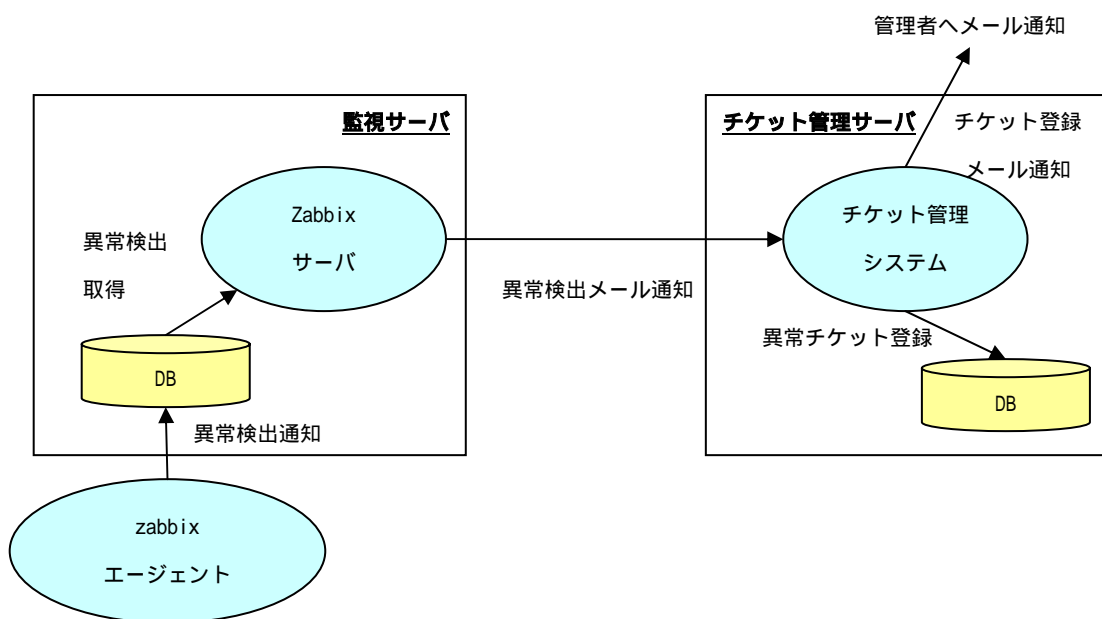 管理者へメール通知
監視サーバ
チケット管理サーバ
チケット登録
メール通知
Zabbix
サーバ
チケット管理
システム
異常検出
取得
異常検出メール通知
異常チケット登録
DB
DB
異常検出通知
zabbix
エージェント